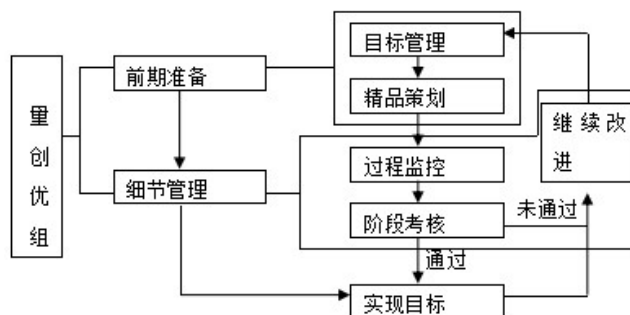 量创优组
前期准备
细节管理
目标管理
精品策划
过程监控
阶段考核
实现目标
继续改
进
未通过
通过